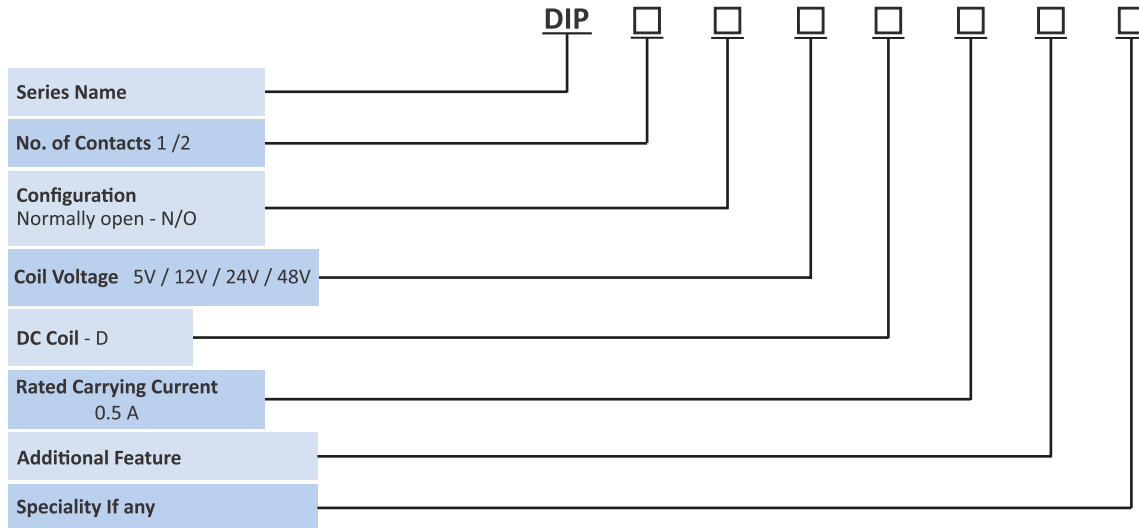 DIP
Series Name
No. of Contacts 1 /2
Configuration
Normally open - N/O
Coil Voltage 5V / 12V / 24V / 48V
DC Coil - D
Rated Carrying Current
0.5 A
Additional Feature
Speciality If any